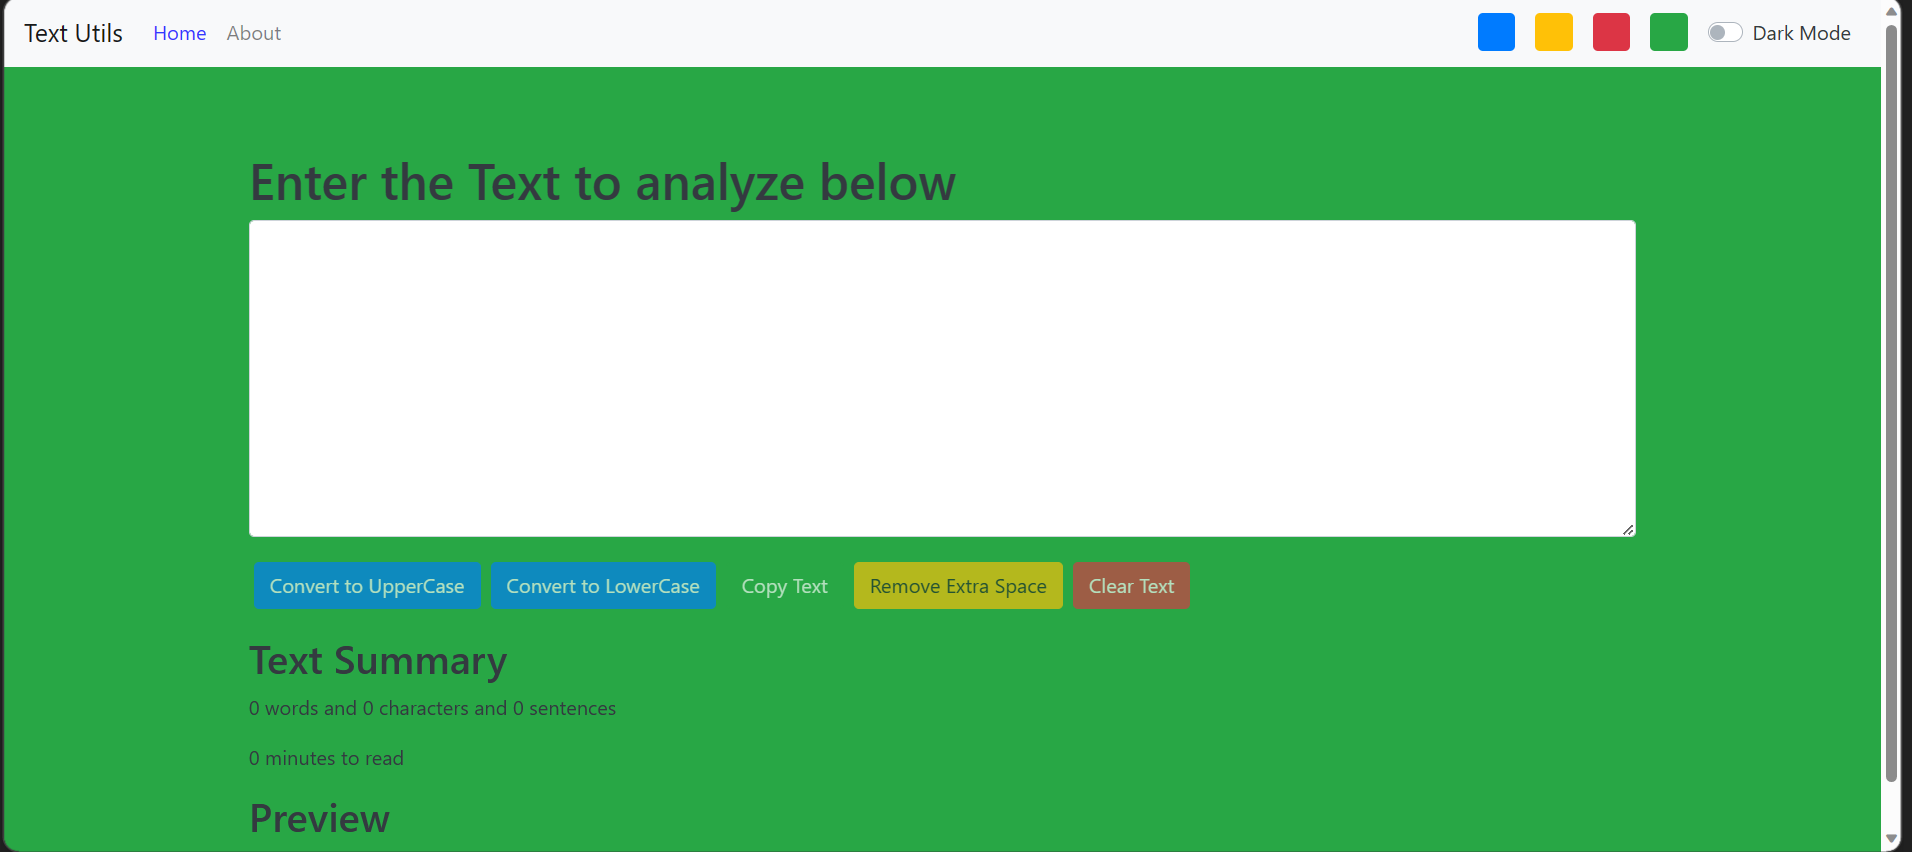 Text Utils Home About Dark Mode
Enter the Text to analyze below
Convert to UpperCase Convert to LowerCase Copy Text Remove Extra Space Clear Text
Text Summary
0 words and 0 characters and 0 sentences
0 minutes to read
Preview